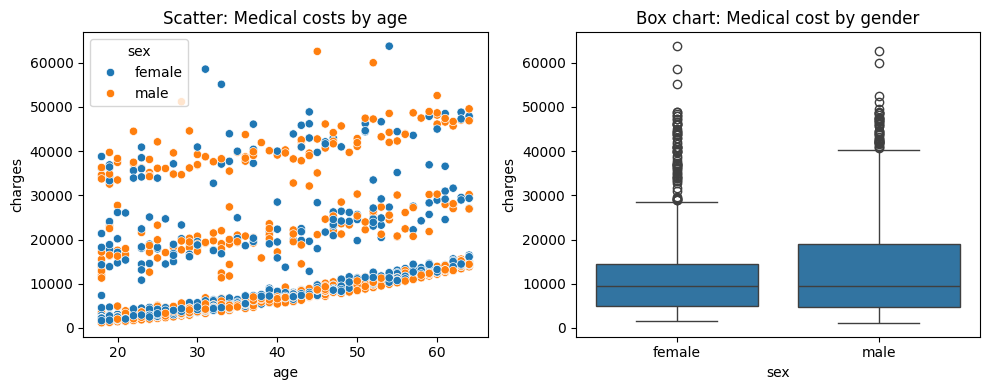 Scatter: Medical costs by age
charges
60000
50000
40000
30000
20000
10000
0
sex
female
male
20
30
40
50
60
age
Box chart: Medical cost by gender
charges
60000
50000
40000
30000
20000
10000
0
female
male
sex